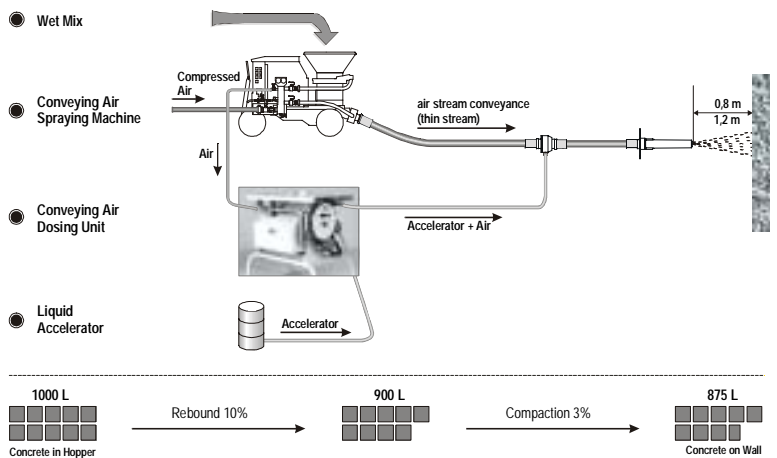 Wet Mix
Compressed
Air
Conveying Air
Spraying Machine
air stream conveyance
(thin stream)
0,8 m
1,2 m
Air
Conveying Air
Dosing Unit
Accelerator + Air
Liquid
Accelerator
Accelerator
1000 L
Rebound 10%
900 L
Compaction 3%
875 L
Concrete in Hopper
Concrete on Wall